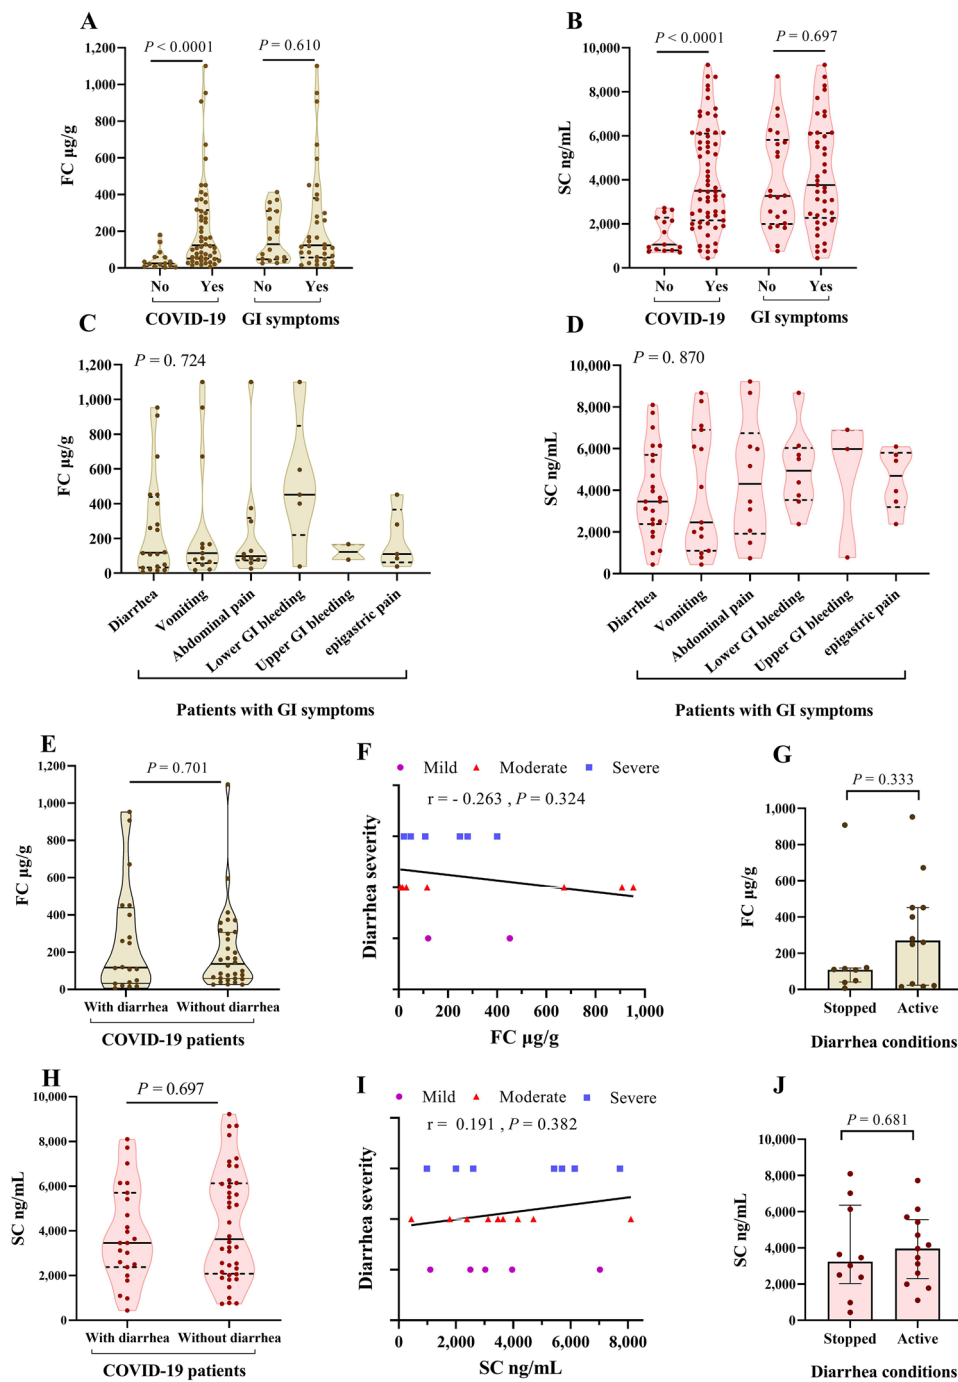 A
P < 0.0001
P = 0.610
1,200
1,000
800
600
400
200
0
FC µg/g
No
Yes
No
Yes
COVID-19
GI symptoms
B
P < 0.0001
P = 0.697
10,000
8,000
6,000
4,000
2,000
0
SC ng/mL
No
Yes
No
Yes
COVID-19
GI symptoms
C
P = 0. 724
1,200
1,000
800
600
400
200
0
FC µg/g
Diarrhea
Vomiting
Abdominal pain
Lower GI bleeding
Upper GI bleeding
epigastric pain
Patients with GI symptoms
D
P = 0. 870
10,000
8,000
6,000
4,000
2,000
0
SC ng/mL
Diarrhea
Vomiting
Abdominal pain
Lower GI bleeding
Upper GI bleeding
epigastric pain
Patients with GI symptoms
E
P = 0.701
1,200
1,000
800
600
400
200
0
FC µg/g
With diarrhea
Without diarrhea
COVID-19 patients
F
Mild
Moderate
Severe
r = - 0.263 , P = 0.324
Diarrhea severity
0
200
400
600
800
1,000
FC µg/g
G
P = 0.333
1,000
800
600
400
200
0
FC µg/g
Stopped
Active
Diarrhea conditions
H
P = 0.697
10,000
8,000
6,000
4,000
2,000
0
SC ng/mL
With diarrhea
Without diarrhea
COVID-19 patients
I
Mild
Moderate
Severe
r = 0.191 , P = 0.382
Diarrhea severity
0
2,000
4,000
6,000
8,000
SC ng/mL
J
P = 0.681
10,000
8,000
6,000
4,000
2,000
0
SC ng/mL
Stopped
Active
Diarrhea conditions